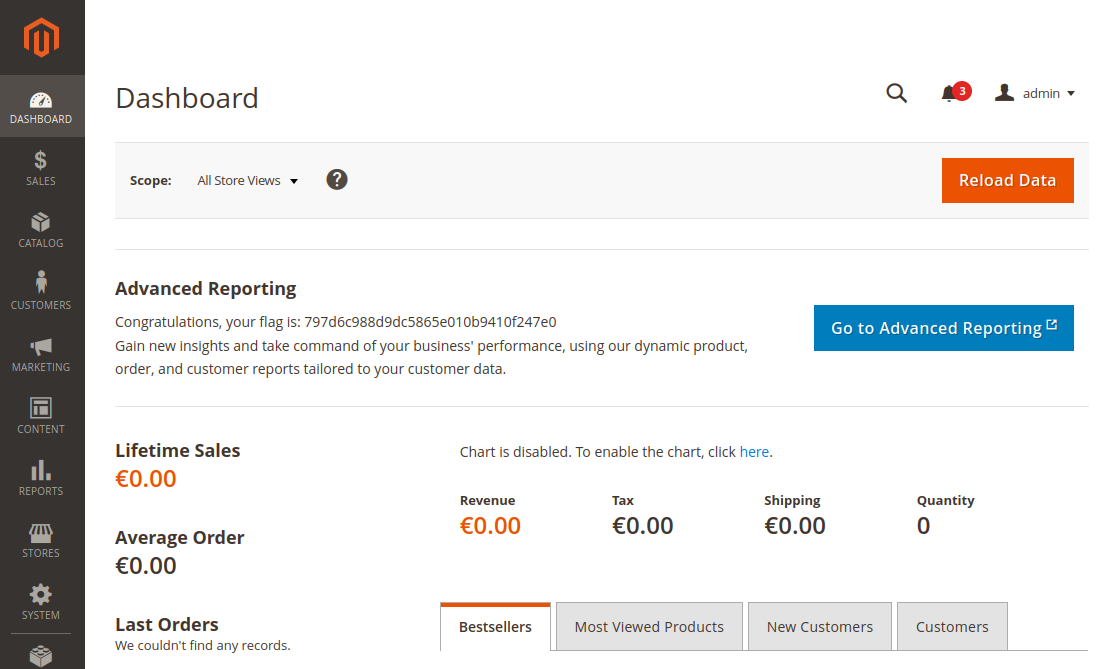 DASHBOARD
SALES
CATALOG
CUSTOMERS
MARKETING
CONTENT
REPORTS
STORES
SYSTEM
Dashboard
3
admin
Scope: All Store Views ?
Reload Data
Advanced Reporting
Congratulations, your flag is: 797d6c988d9dc5865e010b9410f247e0
Gain new insights and take command of your business' performance, using our dynamic product,
order, and customer reports tailored to your customer data.
Go to Advanced Reporting
Lifetime Sales
€0.00
Average Order
€0.00
Last Orders
We couldn't find any records.
Chart is disabled. To enable the chart, click here.
Revenue Tax Shipping Quantity
€0.00 €0.00 €0.00 0
Bestsellers Most Viewed Products New Customers Customers